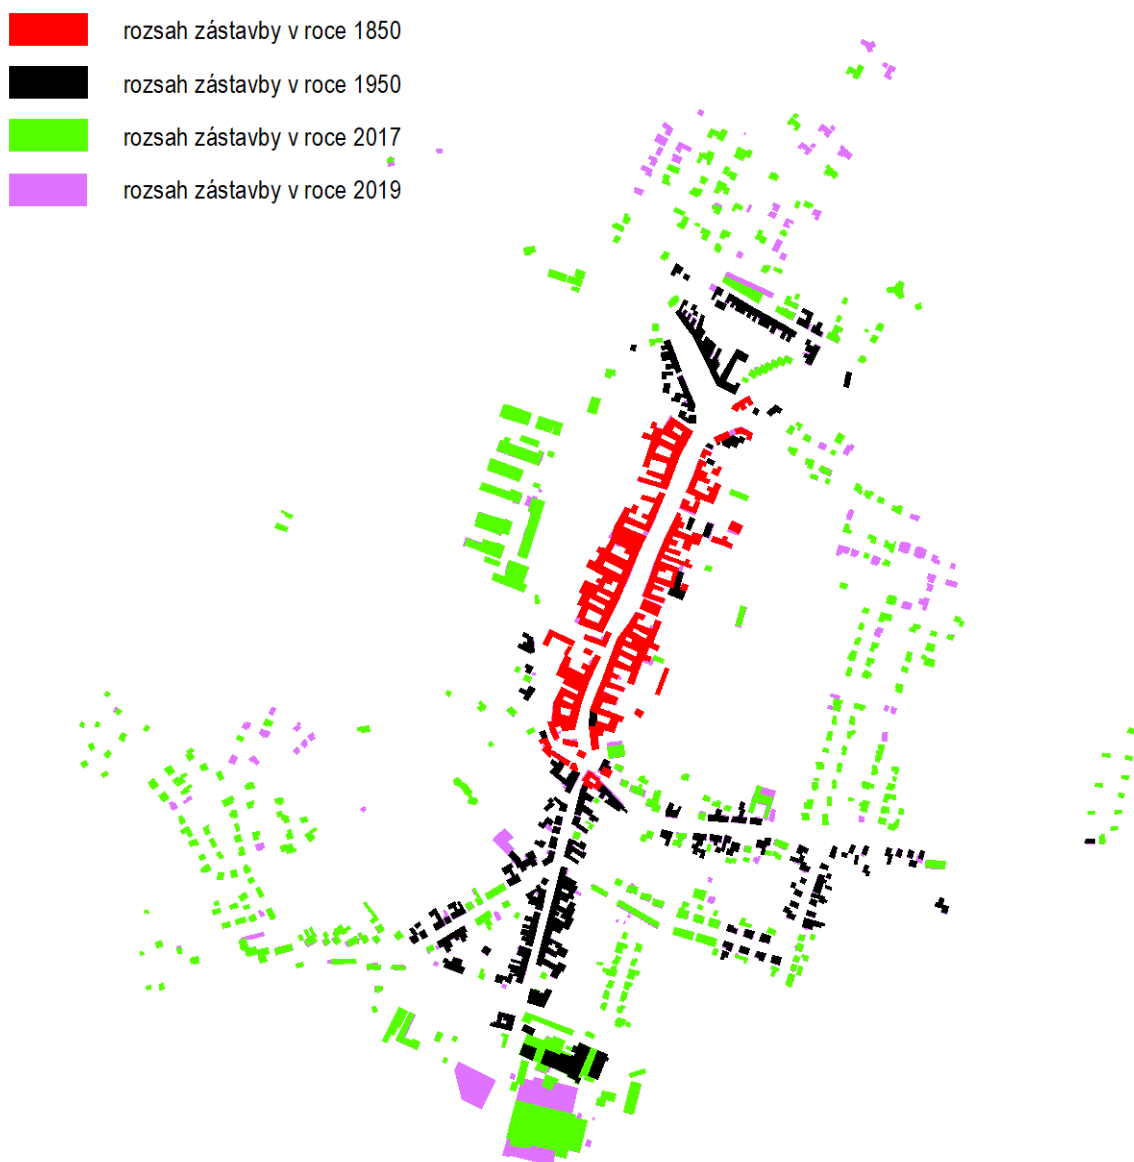 rozsah zástavby v roce 1850
rozsah zástavby v roce 1950
rozsah zástavby v roce 2017
rozsah zástavby v roce 2019